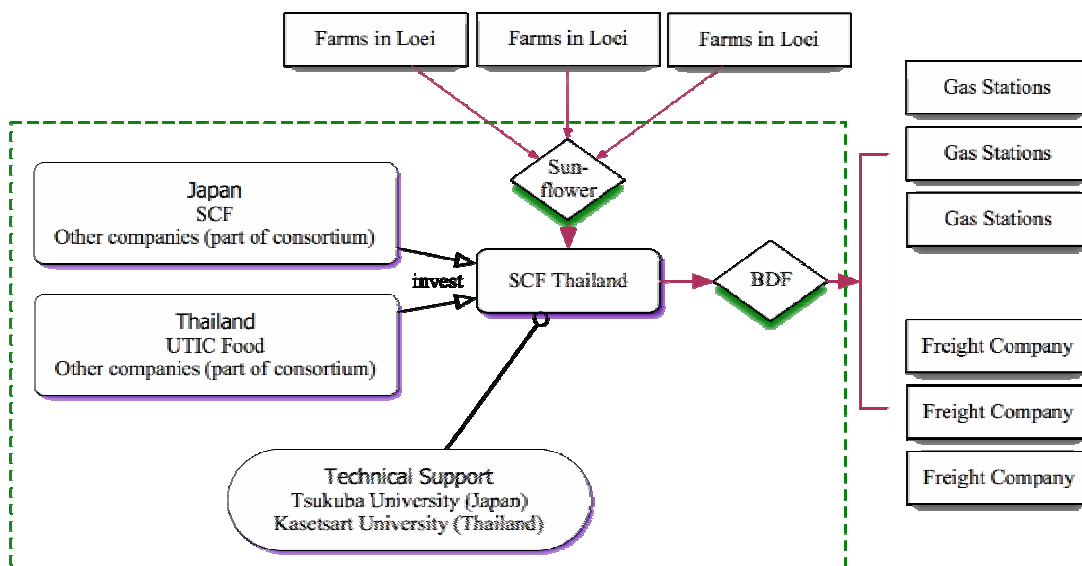 Farms in Loei
Farms in Loei
Farms in Loei
Gas Stations
Gas Stations
Gas Stations
Sun-
flower
Japan
SCF
Other companies (part of consortium)
invest
SCF Thailand
BDF
Thailand
UTIC Food
Other companies (part of consortium)
Freight Company
Freight Company
Freight Company
Technical Support
Tsukuba University (Japan)
Kasetsart University (Thailand)